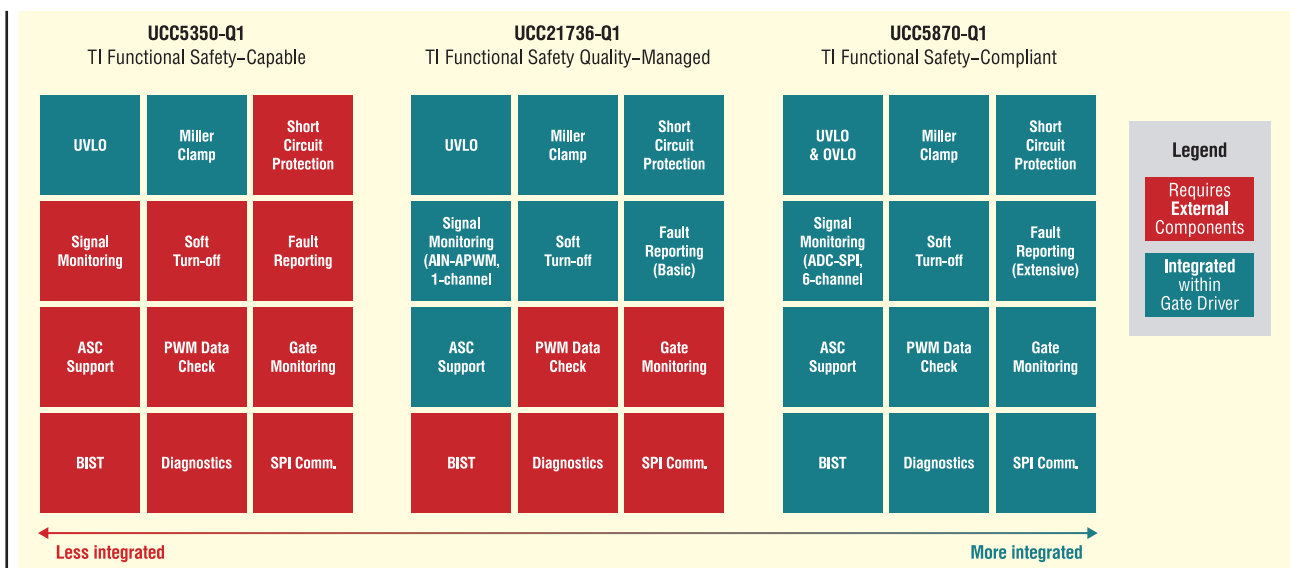 UCC5350-Q1
TI Functional Safety–Capable
UVLO
Miller
Clamp
Short
Circuit
Protection
Signal
Monitoring
Soft
Turn-off
Fault
Reporting
ASC
Support
PWM Data
Check
Gate
Monitoring
BIST
Diagnostics
SPI Comm.
UCC21736-Q1
TI Functional Safety Quality–Managed
UVLO
Miller
Clamp
Short
Circuit
Protection
Signal
Monitoring
(AIN-APWM,
1-channel
Soft
Turn-off
Fault
Reporting
(Basic)
ASC
Support
PWM Data
Check
Gate
Monitoring
BIST
Diagnostics
SPI Comm.
UCC5870-Q1
TI Functional Safety–Compliant
UVLO
& OVLO
Miller
Clamp
Short
Circuit
Protection
Signal
Monitoring
(ADC-SPI,
6-channel
Soft
Turn-off
Fault
Reporting
(Extensive)
ASC
Support
PWM Data
Check
Gate
Monitoring
BIST
Diagnostics
SPI Comm.
Legend
Requires
External
Components
Integrated
within
Gate Driver
Less integrated
More integrated